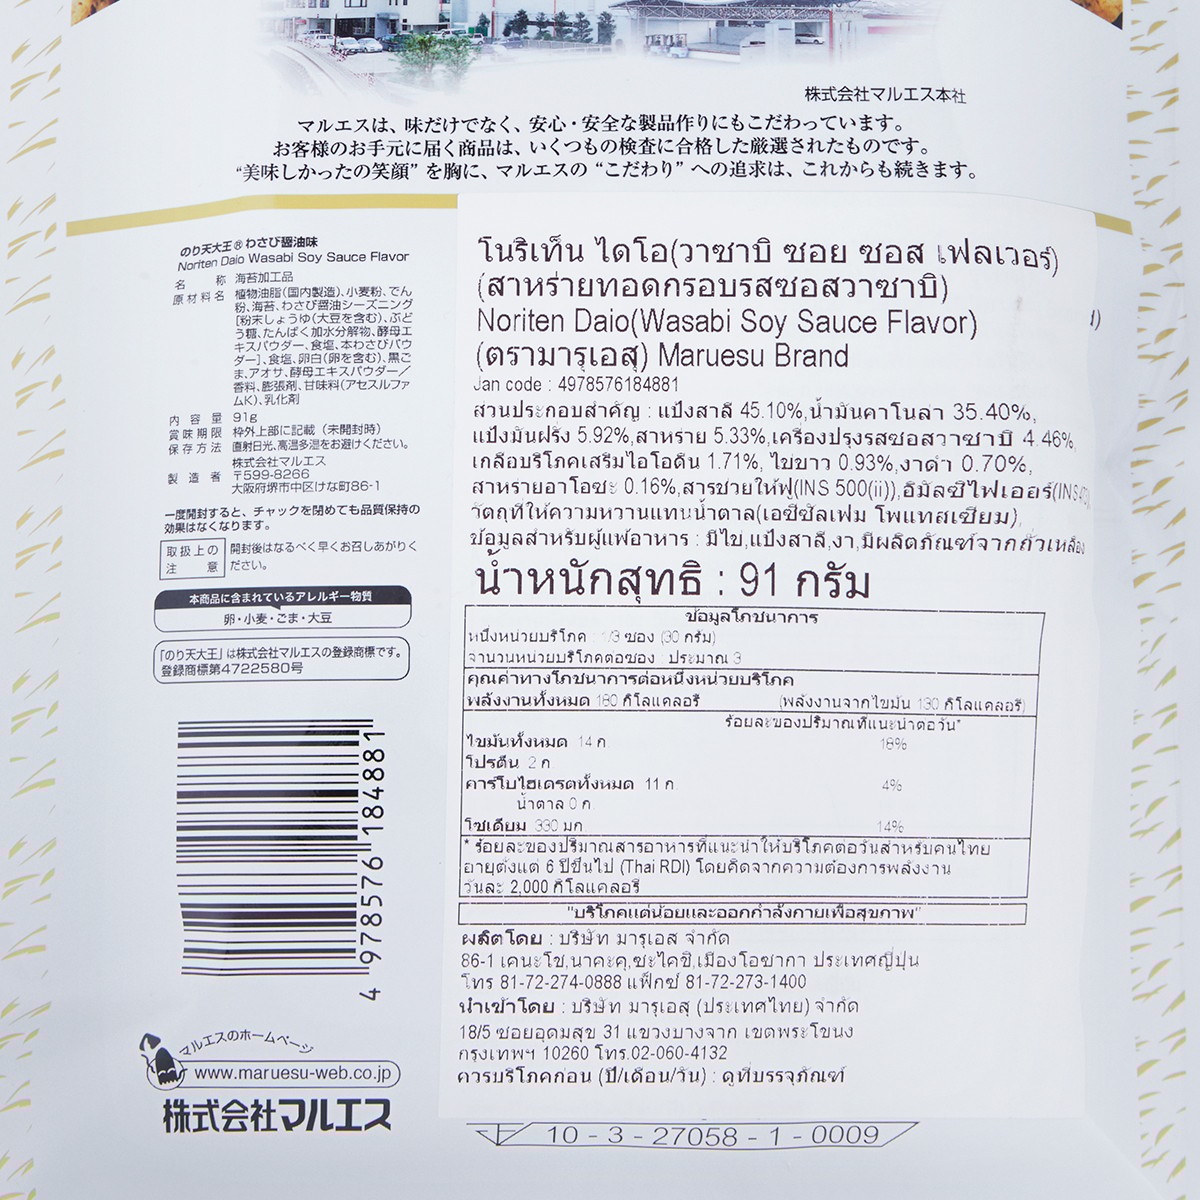 株式会社マルエス本社
マルエスは、味だけでなく、安心・安全な製品作りにもこだわっています。
お客様のお手元に届く商品は、いくつもの検査に合格した厳選されたものです。
“美味しかったの笑顔” を胸に、マルエスの “こだわり” への追求は、これからも続きます。
のり天大王® わさび醤油味
Noriten Daio Wasabi Soy Sauce Flavor
名 称 海苔加工品
原材料名 植物油脂(国内製造)、小麦粉、でん
粉、海苔、わさび醤油シーズニング
[粉末しょうゆ(大豆を含む)、ぶど
う糖、たんぱく加水分解物、酵母エ
キスパウダー、食塩、本わさびパウ
ダー]、食塩、卵白(卵を含む)、黒ご
ま、アオサ、酵母エキスパウダー／
香料、膨張剤、甘味料(アセスルファ
ムK)、乳化剤
内容量 91g
賞味期限 枠外上部に記載（未開封時）
保存方法 直射日光、高温多湿をお避けください。
製造者 株式会社マルエス
〒599-8266
大阪府堺市中区けな町86-1
一度開封すると、チャックを閉めても品質保持の
効果はなくなります。
取扱上の注意 開封後はなるべく早くお召しあがりく
ださい。
本商品に含まれているアレルギー物質
卵・小麦・ごま・大豆
「のり天大王」は株式会社マルエスの登録商標です。
登録商標第4722580号
4 978576 184881
マルエスのホームページ
www.maruesu-web.co.jp
株式会社マルエス
โนริเท็น ไดโอ(วาซาบิ ซอย ซอส เฟลเวอร์)
(สาหร่ายทอดกรอบรสซอสวาซาบิ)
Noriten Daio(Wasabi Soy Sauce Flavor)
(ตรามารุเอสุ) Maruesu Brand
Jan code : 4978576184881
ส่วนประกอบสำคัญ : แป้งสาลี 45.10%,น้ำมันคาโนล่า 35.40%,
แป้งมันฝรั่ง 5.92%,สาหร่าย 5.33%,เครื่องปรุงรสซอสวาซาบิ 4.46%,
เกลือบริโภคเสริมไอโอดีน 1.71%, ไข่ขาว 0.93%,งาดำ 0.70%,
สาหร่ายอาโอซะ 0.16%,สารช่วยให้ฟู(INS 500(ii)),อิมัลซิไฟเออร์(INS
วัตถุที่ให้ความหวานแทนน้ำตาล(เอซีซัลเฟม โพแทสเซียม),
ข้อมูลสำหรับผู้แพ้อาหาร : มีไข่,แป้งสาลี,งา,มีผลิตภัณฑ์จากถั่วเหลือง
น้ำหนักสุทธิ : 91 กรัม
ข้อมูลโภชนาการ
หนึ่งหน่วยบริโภค : 1/3 ซอง (30 กรัม)
จำนวนหน่วยบริโภคต่อซอง : ประมาณ 3
คุณค่าทางโภชนาการต่อหนึ่งหน่วยบริโภค
พลังงานทั้งหมด 180 กิโลแคลอรี (พลังงานจากไขมัน 130 กิโลแคลอรี)
ร้อยละของปริมาณที่แนะนำต่อวัน*
ไขมันทั้งหมด 14 ก. 18%
โปรตีน 2 ก.
คาร์โบไฮเดรตทั้งหมด 11 ก. 4%
น้ำตาล 0 ก.
โซเดียม 330 มก. 14%
* ร้อยละของปริมาณสารอาหารที่แนะนำให้บริโภคต่อวันสำหรับคนไทย
อายุตั้งแต่ 6 ปีขึ้นไป (Thai RDI) โดยคิดจากความต้องการพลังงาน
วันละ 2,000 กิโลแคลอรี
"บริโภคแต่น้อยและออกกำลังกายเพื่อสุขภาพ"
ผลิตโดย : บริษัท มารุเอส จำกัด
86-1 เคนะโช,นาคะคุ,ซะไคชิ,เมืองโอซากา ประเทศญี่ปุ่น
โทร 81-72-274-0888 แฟ็กซ์ 81-72-273-1400
นำเข้าโดย : บริษัท มารุเอสุ (ประเทศไทย) จำกัด
18/5 ซอยอุดมสุข 31 แขวงบางจาก เขตพระโขนง
กรุงเทพฯ 10260 โทร.02-060-4132
ควรบริโภคก่อน (ปี/เดือน/วัน) : ดูที่บรรจุภัณฑ์
10 - 3 - 27058 - 1 - 0009